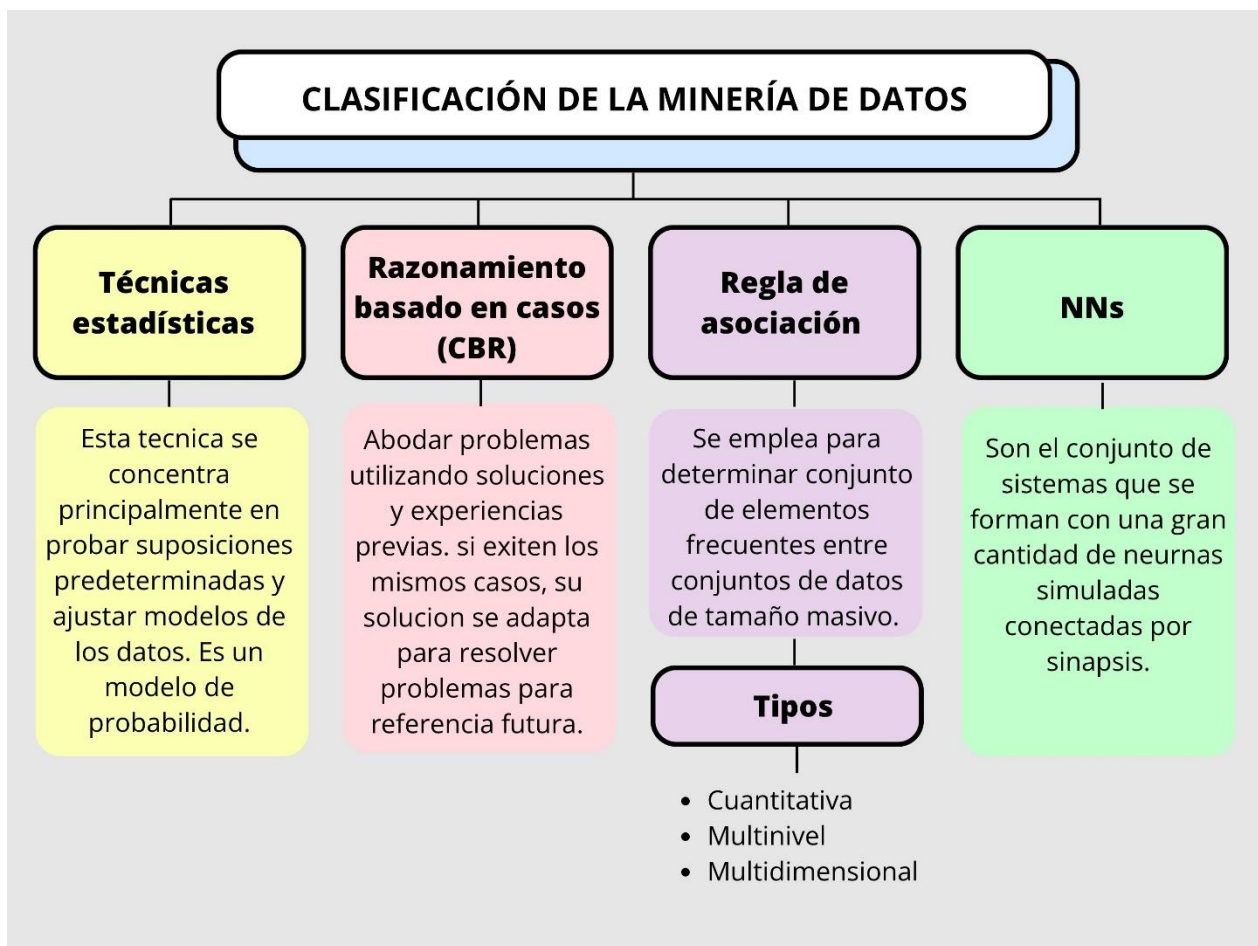 CLASIFICACIÓN DE LA MINERÍA DE DATOS
Técnicas
estadísticas
Esta tecnica se
concentra
principalmente en
probar suposiciones
predeterminadas y
ajustar modelos de
los datos. Es un
modelo de
probabilidad.
Razonamiento
basado en casos
(CBR)
Abodar problemas
utilizando soluciones
y experiencias
previas. si exiten los
mismos casos, su
solucion se adapta
para resolver
problemas para
referencia futura.
Regla de
asociación
Se emplea para
determinar conjunto
de elementos
frecuentes entre
conjuntos de datos
de tamaño masivo.
Tipos
• Cuantitativa
• Multinivel
• Multidimensional
NNs
Son el conjunto de
sistemas que se
forman con una gran
cantidad de neurnas
simuladas
conectadas por
sinapsis.